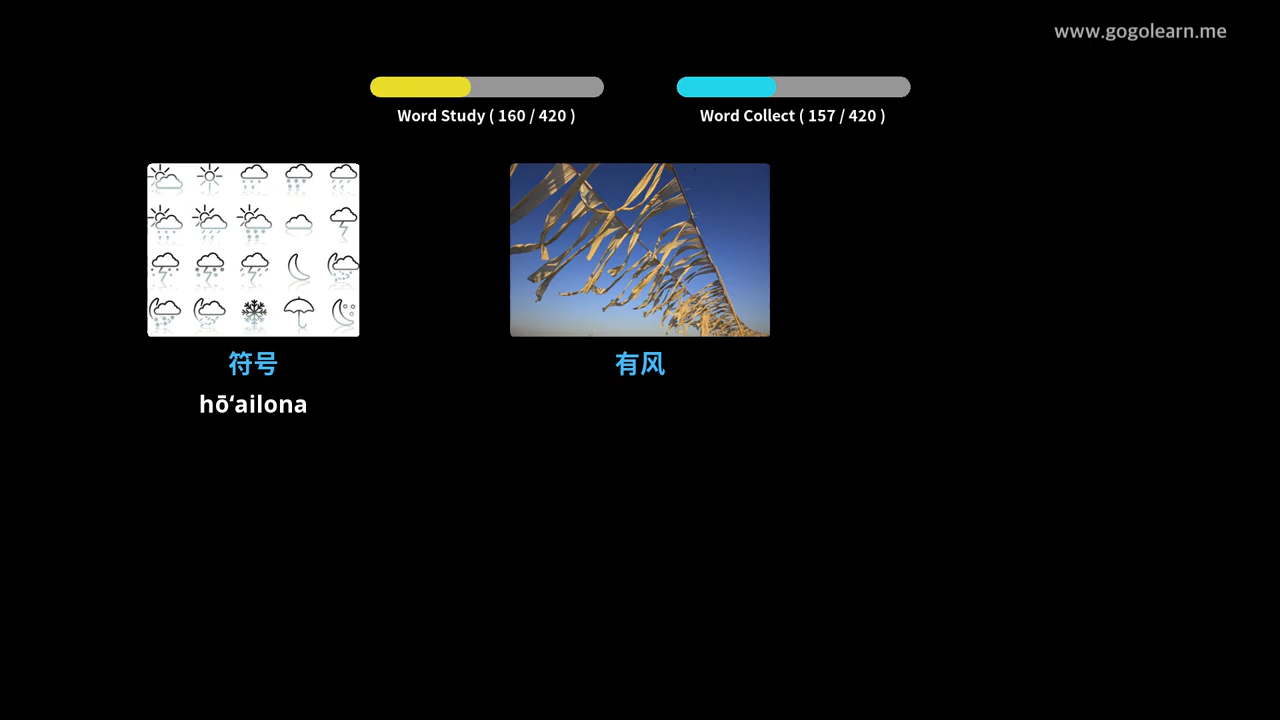 www.gogolearn.me
Word Study ( 160 / 420 )
Word Collect ( 157 / 420 )
符号
hōʻailona
有风